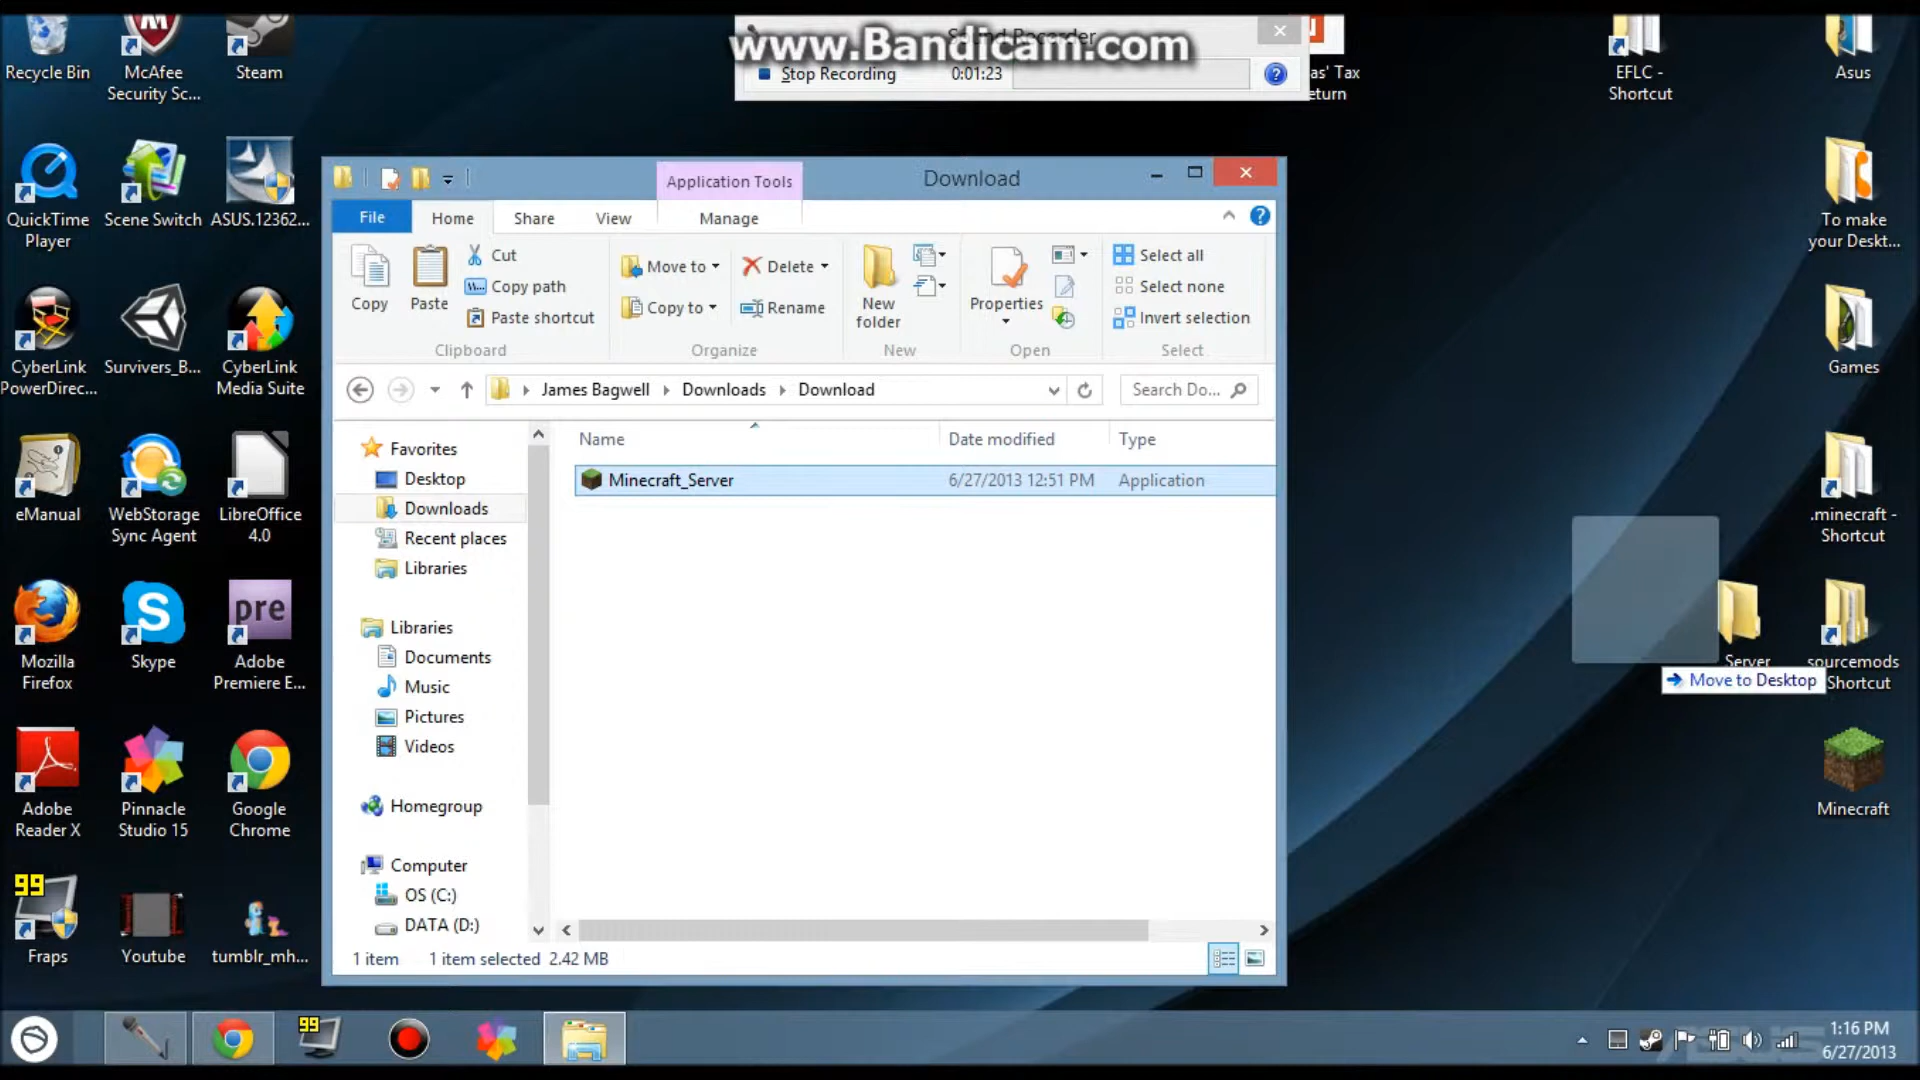 www.Bandicam.com
Stop Recording
0:01:23
Recycle Bin
McAfee
Security Sc...
Steam
as' Tax
eturn
EFLC -
Shortcut
Asus
QuickTime
Player
Scene Switch
ASUS.12362...
To make
your Deskt...
CyberLink
PowerDirec...
Survivers_B...
CyberLink
Media Suite
Games
eManual
WebStorage
Sync Agent
LibreOffice
4.0
.minecraft -
Shortcut
Mozilla
Firefox
Skype
pre
Adobe
Premiere E...
Server
sourcemods
Shortcut
Move to Desktop
Adobe
Reader X
Pinnacle
Studio 15
Google
Chrome
Minecraft
99
Fraps
Youtube
tumblr_mh...
Application Tools
Download
File
Home
Share
View
Manage
Copy
Paste
Cut
Copy path
Paste shortcut
Clipboard
Move to
Copy to
Delete
Rename
Organize
New
folder
New
Properties
Open
Select all
Select none
Invert selection
Select
James Bagwell
Downloads
Download
Search Do...
Favorites
Desktop
Downloads
Recent places
Libraries
Libraries
Documents
Music
Pictures
Videos
Homegroup
Computer
OS (C:)
DATA (D:)
Name
Date modified
Type
Minecraft_Server
6/27/2013 12:51 PM
Application
1 item
1 item selected 2.42 MB
99
1:16 PM
6/27/2013